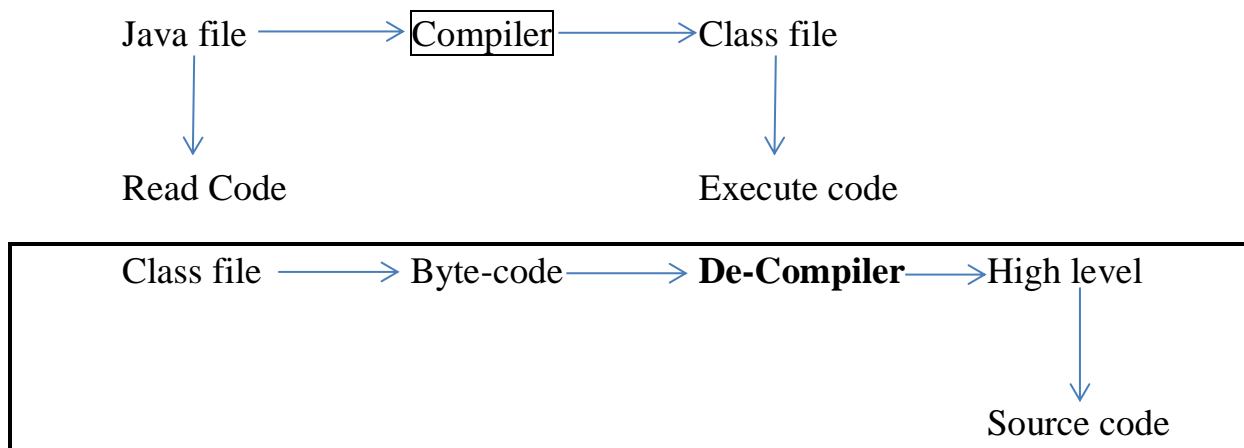 Java file Compiler Class file
Read Code Execute code
Class file Byte-code De-Compiler High level
Source code